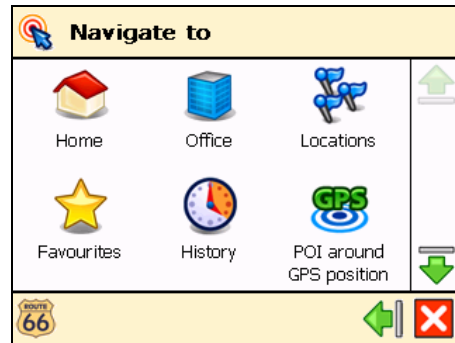 Navigate to
Home
Office
Locations
GPS
Favourites
History
POI around
GPS position
ROUTE
66